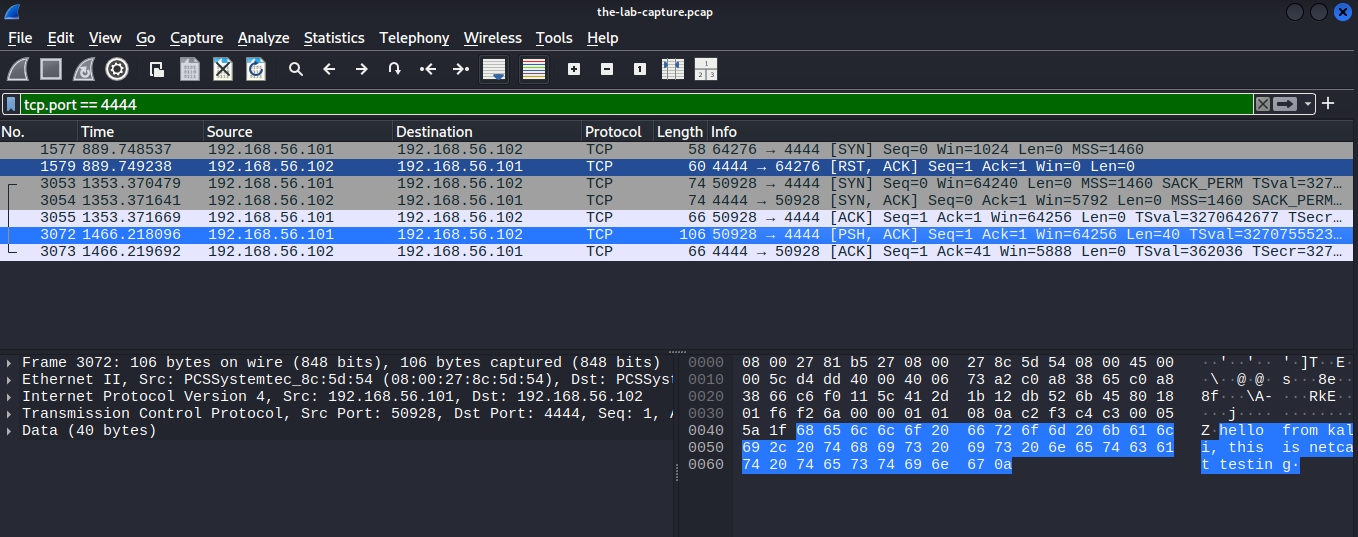 the-lab-capture.pcap
File Edit View Go Capture Analyze Statistics Telephony Wireless Tools Help
tcp.port == 4444
No. Time Source Destination Protocol Length Info
1577 889.748537 192.168.56.101 192.168.56.102 TCP 58 64276 → 4444 [SYN] Seq=0 Win=1024 Len=0 MSS=1460
1579 889.749238 192.168.56.102 192.168.56.101 TCP 60 4444 → 64276 [RST, ACK] Seq=1 Ack=1 Win=0 Len=0
3053 1353.370479 192.168.56.101 192.168.56.102 TCP 74 50928 → 4444 [SYN] Seq=0 Win=64240 Len=0 MSS=1460 SACK_PERM TSval=327…
3054 1353.371641 192.168.56.102 192.168.56.101 TCP 74 4444 → 50928 [SYN, ACK] Seq=0 Ack=1 Win=5792 Len=0 MSS=1460 SACK_PERM…
3055 1353.371669 192.168.56.101 192.168.56.102 TCP 66 50928 → 4444 [ACK] Seq=1 Ack=1 Win=64256 Len=0 TSval=3270642677 TSecr…
3072 1466.218096 192.168.56.101 192.168.56.102 TCP 106 50928 → 4444 [PSH, ACK] Seq=1 Ack=1 Win=64256 Len=40 TSval=3270755523…
3073 1466.219692 192.168.56.102 192.168.56.101 TCP 66 4444 → 50928 [ACK] Seq=1 Ack=41 Win=5888 Len=0 TSval=362036 TSecr=327…
Frame 3072: 106 bytes on wire (848 bits), 106 bytes captured (848 bits)
Ethernet II, Src: PCSSystemtec_8c:5d:54 (08:00:27:8c:5d:54), Dst: PCSSyst
Internet Protocol Version 4, Src: 192.168.56.101, Dst: 192.168.56.102
Transmission Control Protocol, Src Port: 50928, Dst Port: 4444, Seq: 1, A
Data (40 bytes)
0000 08 00 27 81 b5 27 08 00 27 8c 5d 54 08 00 45 00 ··'··'·· '·]T··E·
0010 00 5c d4 dd 40 00 40 06 73 a2 c0 a8 38 65 c0 a8 ·\··@·@· s···8e··
0020 38 66 c6 f0 11 5c 41 2d 1b 12 db 52 6b 45 80 18 8f···\A- ···RkE··
0030 01 f6 f2 6a 00 00 01 01 08 0a c2 f3 c4 c3 00 05 ···j···· ········
0040 5a 1f 68 65 6c 6c 6f 20 66 72 6f 6d 20 6b 61 6c Z·hello from kal
0050 69 2c 20 74 68 69 73 20 69 73 20 6e 65 74 63 61 i, this is netca
0060 74 20 74 65 73 74 69 6e 67 0a t testin g·